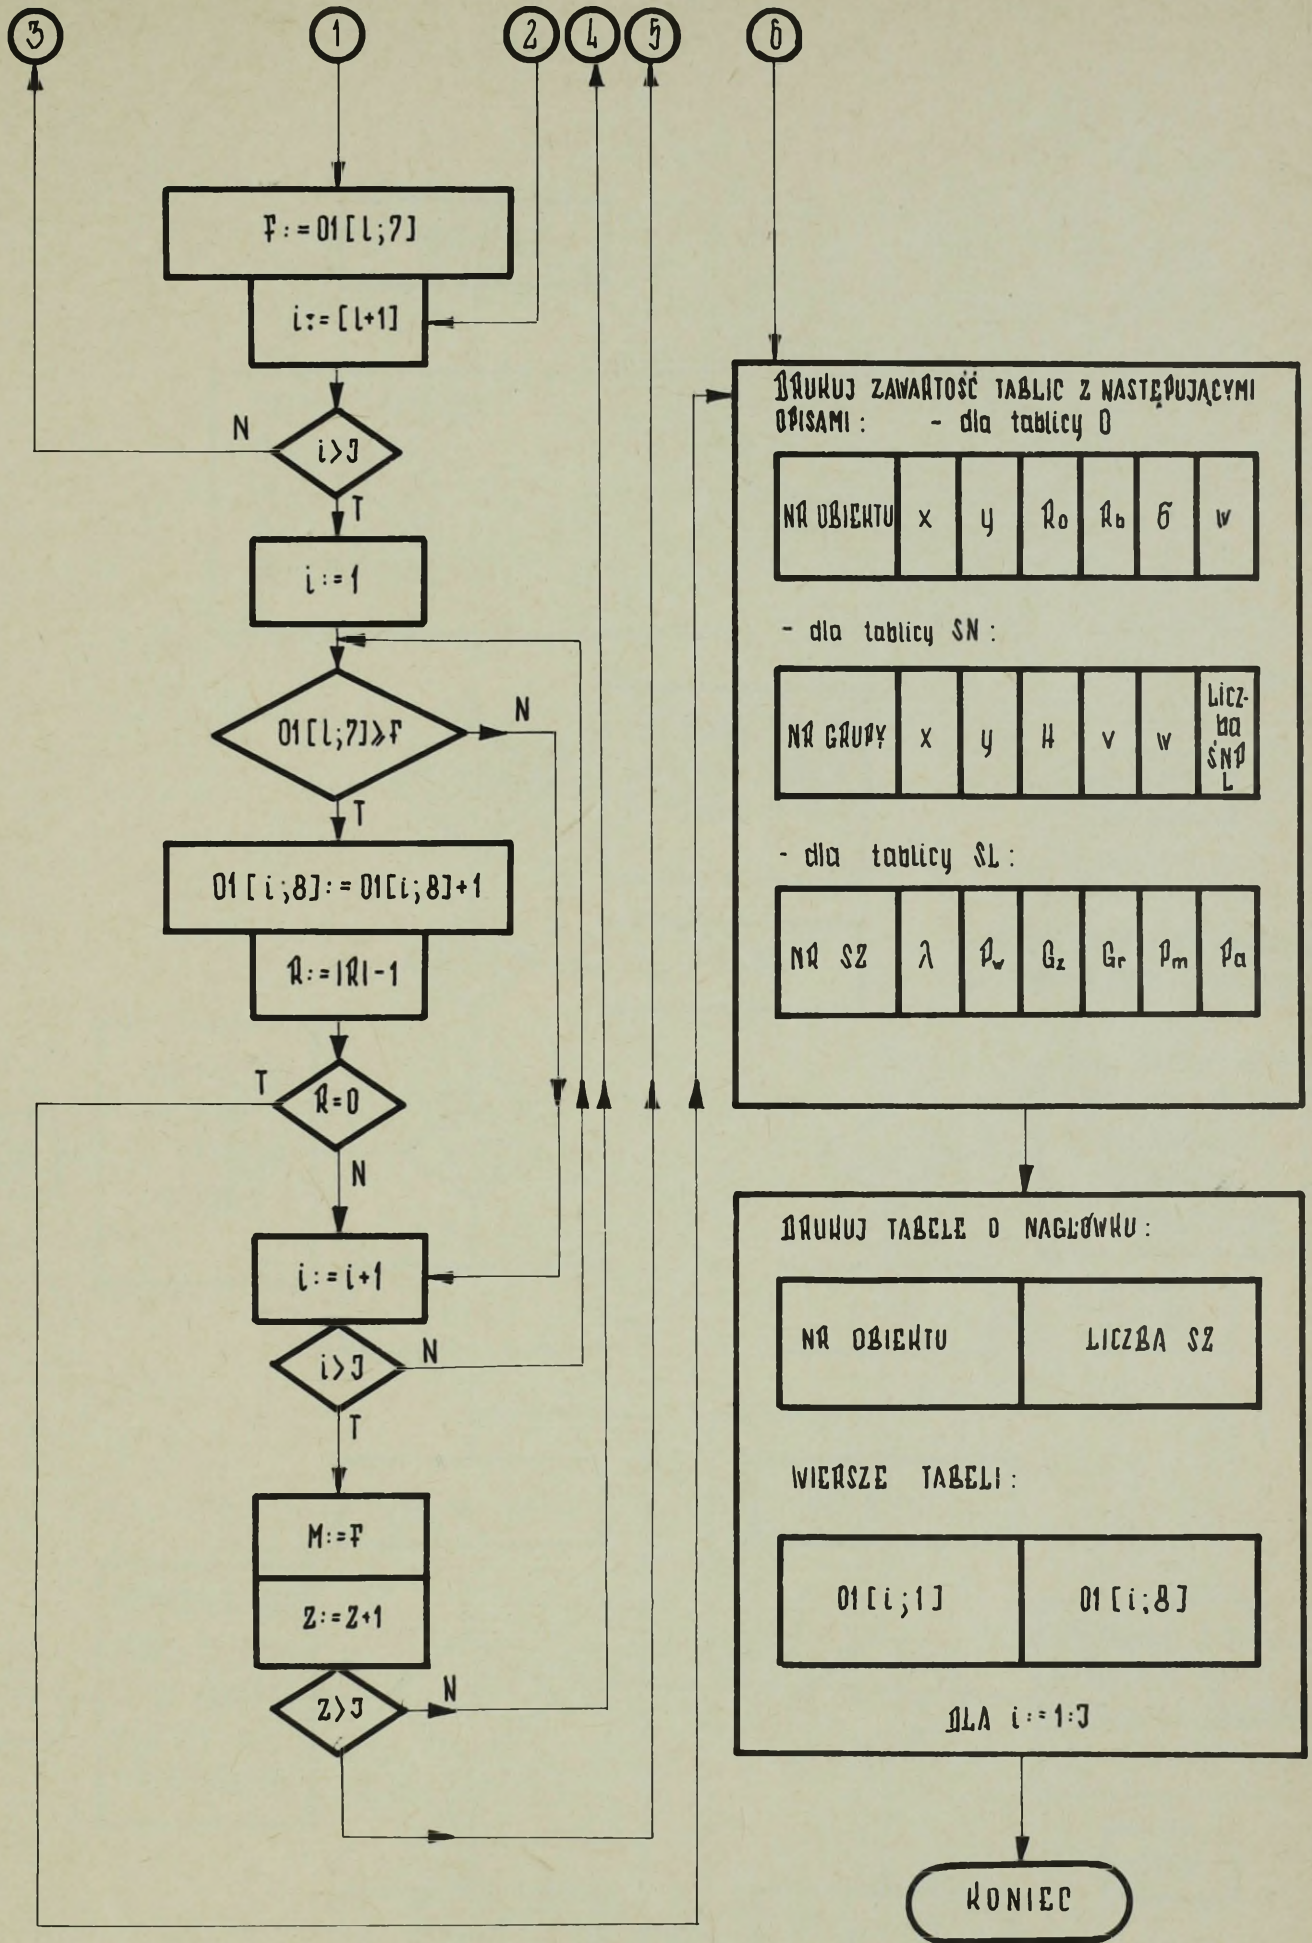 3 1 2 4 5 6
F:=01[l;7]
i:=[l+1]
N
i>J
T
i:=1
01[l;7]≥F
N
T
01[i;8]:=01[i;8]+1
R:=|R|-1
T
R=0
N
i:=i+1
i>J
N
T
M:=F
Z:=Z+1
Z>J
N
DRUKUJ ZAWARTOŚĆ TABLIC Z NASTĘPUJĄCYMI
OPISAMI: - dla tablicy O
NR OBIEKTU x y Ro Rb б w
- dla tablicy SN:
NR GRUPY x y H v w Licz-
ba
ŚNP
L
- dla tablicy SL:
NR SZ λ Pw Gz Gr Pm Pa
DRUKUJ TABELE O NAGŁÓWKU:
NR OBIEKTU LICZBA SZ
WIERSZE TABELI:
01[i;1] 01[i;8]
DLA i:=1:J
KONIEC